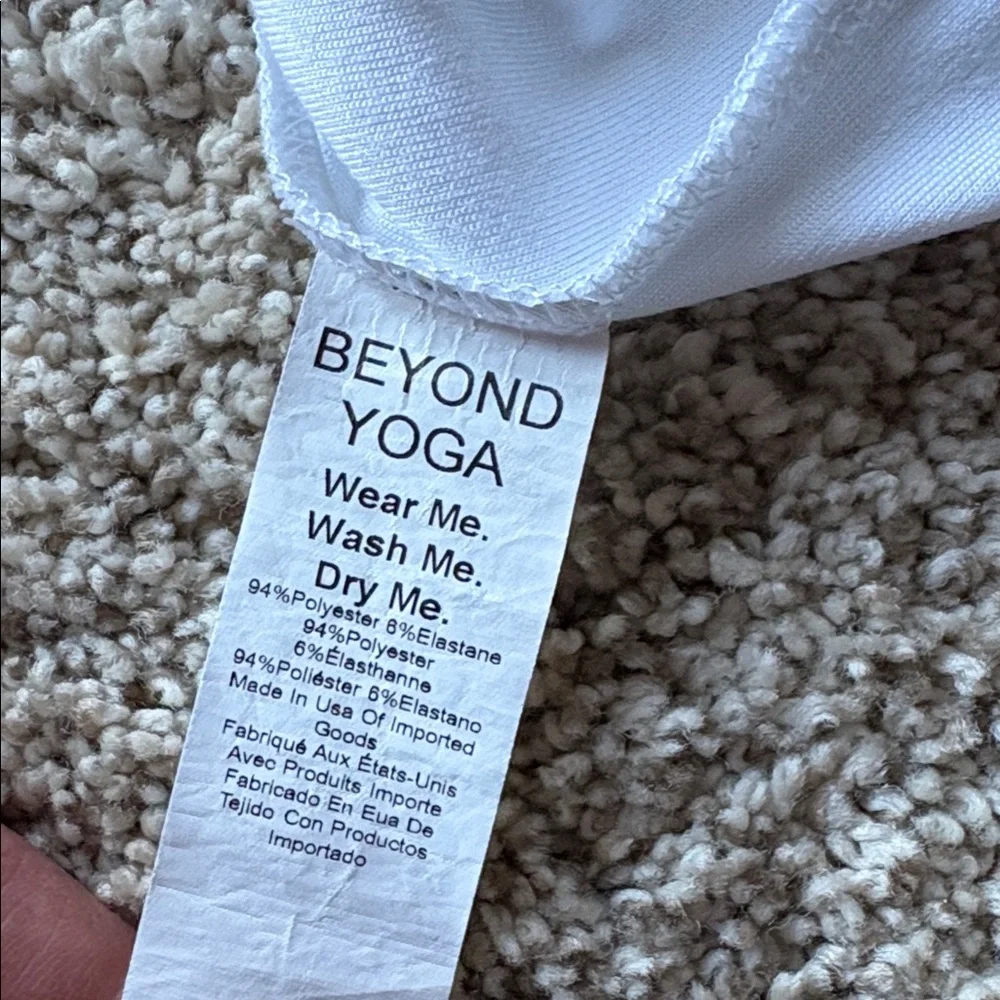 BEYOND
YOGA
Wear Me.
Wash Me.
Dry Me.
94%Polyester 6%Elastane
94%Polyester
6%Élasthanne
94%Poliéster 6%Elastano
Made In Usa Of Imported
Goods
Fabriqué Aux États-Unis
Avec Produits Importe
Fabricado En Eua De
Tejido Con Productos
Importado